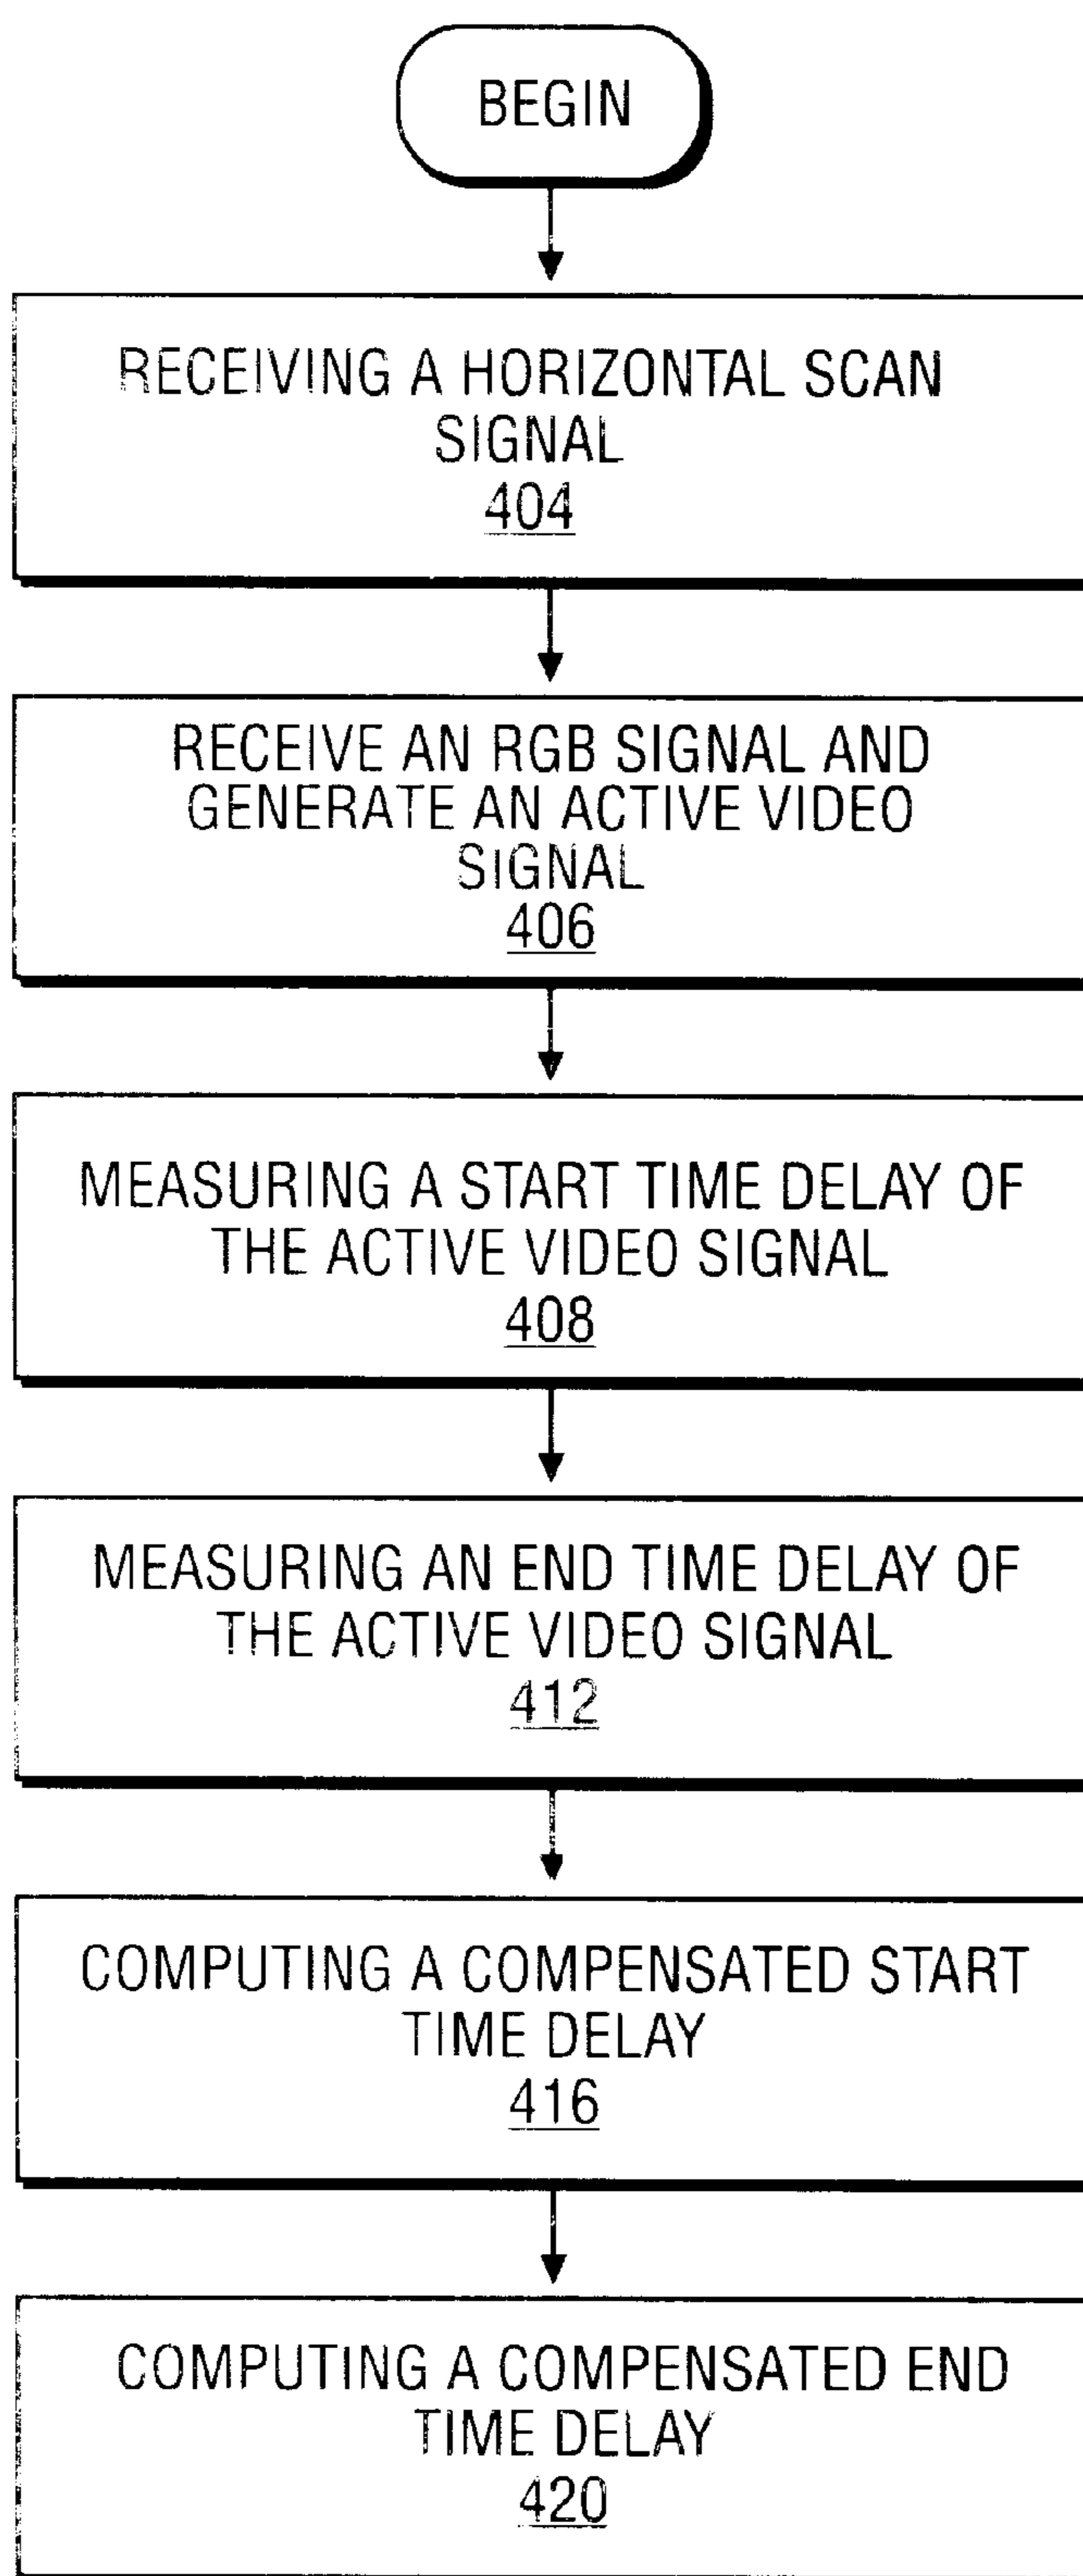 BEGIN
RECEIVING A HORIZONTAL SCAN
SIGNAL
404
RECEIVE AN RGB SIGNAL AND
GENERATE AN ACTIVE VIDEO
SIGNAL
406
MEASURING A START TIME DELAY OF
THE ACTIVE VIDEO SIGNAL
408
MEASURING AN END TIME DELAY OF
THE ACTIVE VIDEO SIGNAL
412
COMPUTING A COMPENSATED START
TIME DELAY
416
COMPUTING A COMPENSATED END
TIME DELAY
420